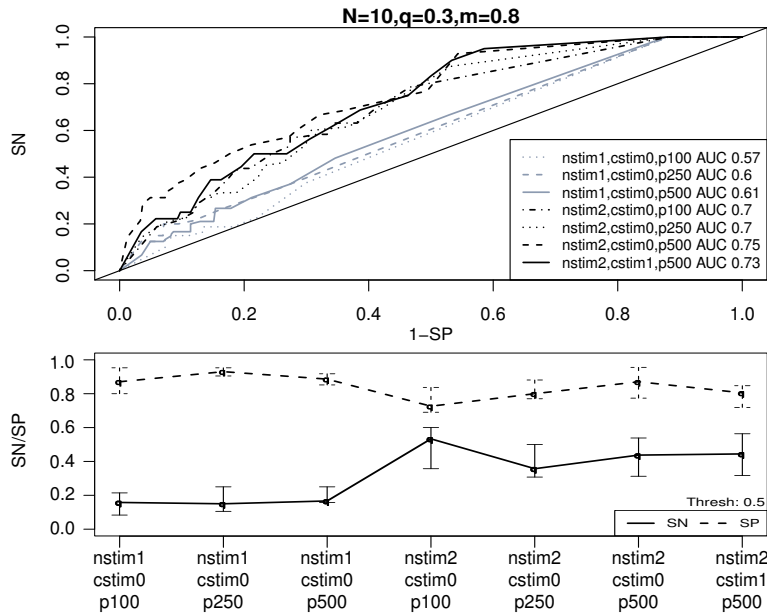 N=10,q=0.3,m=0.8
SN
1.0
0.8
0.6
0.4
0.2
0.0
nstim1,cstim0,p100 AUC 0.57
nstim1,cstim0,p250 AUC 0.6
nstim1,cstim0,p500 AUC 0.61
nstim2,cstim0,p100 AUC 0.7
nstim2,cstim0,p250 AUC 0.7
nstim2,cstim0,p500 AUC 0.75
nstim2,cstim1,p500 AUC 0.73
0.0 0.2 0.4 0.6 0.8 1.0
1−SP
SN/SP
1.0
0.8
0.6
0.4
0.2
0.0
Thresh: 0.5
SN SP
nstim1 nstim1 nstim1 nstim2 nstim2 nstim2 nstim2
cstim0 cstim0 cstim0 cstim0 cstim0 cstim0 cstim1
p100 p250 p500 p100 p250 p500 p500